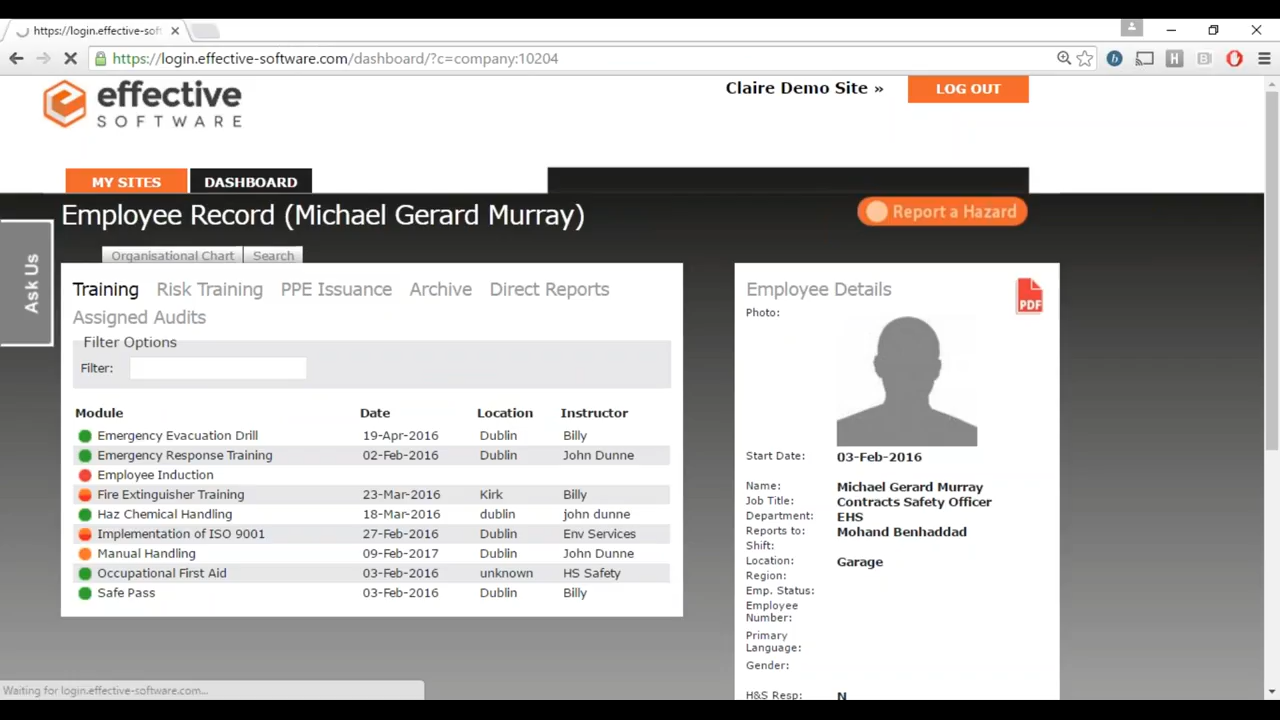 https://login.effective-soft
https://login.effective-software.com/dashboard/?c=company:10204
effective
SOFTWARE
Claire Demo Site »
LOG OUT
MY SITES
DASHBOARD
Employee Record (Michael Gerard Murray)
Report a Hazard
Ask Us
Organisational Chart
Search
Training Risk Training PPE Issuance Archive Direct Reports
Assigned Audits
Filter Options
Filter:
Module Date Location Instructor
Emergency Evacuation Drill 19-Apr-2016 Dublin Billy
Emergency Response Training 02-Feb-2016 Dublin John Dunne
Employee Induction
Fire Extinguisher Training 23-Mar-2016 Kirk Billy
Haz Chemical Handling 18-Mar-2016 dublin john dunne
Implementation of ISO 9001 27-Feb-2016 Dublin Env Services
Manual Handling 09-Feb-2017 Dublin John Dunne
Occupational First Aid 03-Feb-2016 unknown HS Safety
Safe Pass 03-Feb-2016 Dublin Billy
Employee Details
PDF
Photo:
Start Date: 03-Feb-2016
Name: Michael Gerard Murray
Job Title: Contracts Safety Officer
Department: EHS
Reports to: Mohand Benhaddad
Shift:
Location: Garage
Region:
Emp. Status:
Employee
Number:
Primary
Language:
Gender:
H&S Resp: N
Waiting for login.effective-software.com...